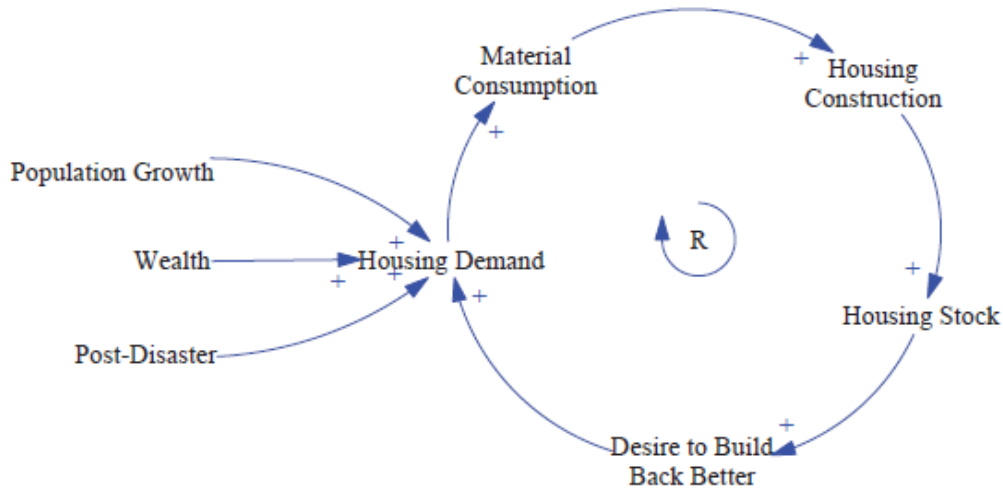 Material
Consumption
+
Housing
Construction
+
Population Growth
+
Wealth
Housing Demand
+
+
+
R
+
Housing Stock
Post-Disaster
+
Desire to Build
Back Better